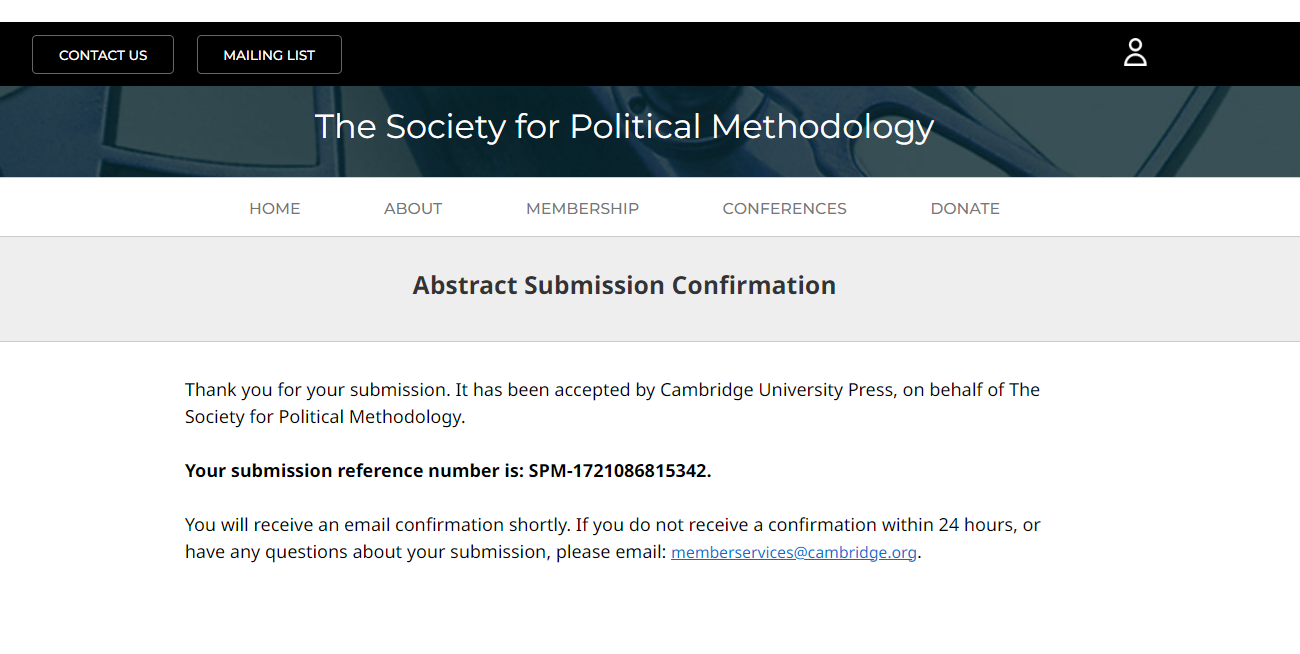 CONTACT US
MAILING LIST
The Society for Political Methodology
HOME
ABOUT
MEMBERSHIP
CONFERENCES
DONATE
Abstract Submission Confirmation
Thank you for your submission. It has been accepted by Cambridge University Press, on behalf of The
Society for Political Methodology.
Your submission reference number is: SPM-1721086815342.
You will receive an email confirmation shortly. If you do not receive a confirmation within 24 hours, or
have any questions about your submission, please email: memberservices@cambridge.org.